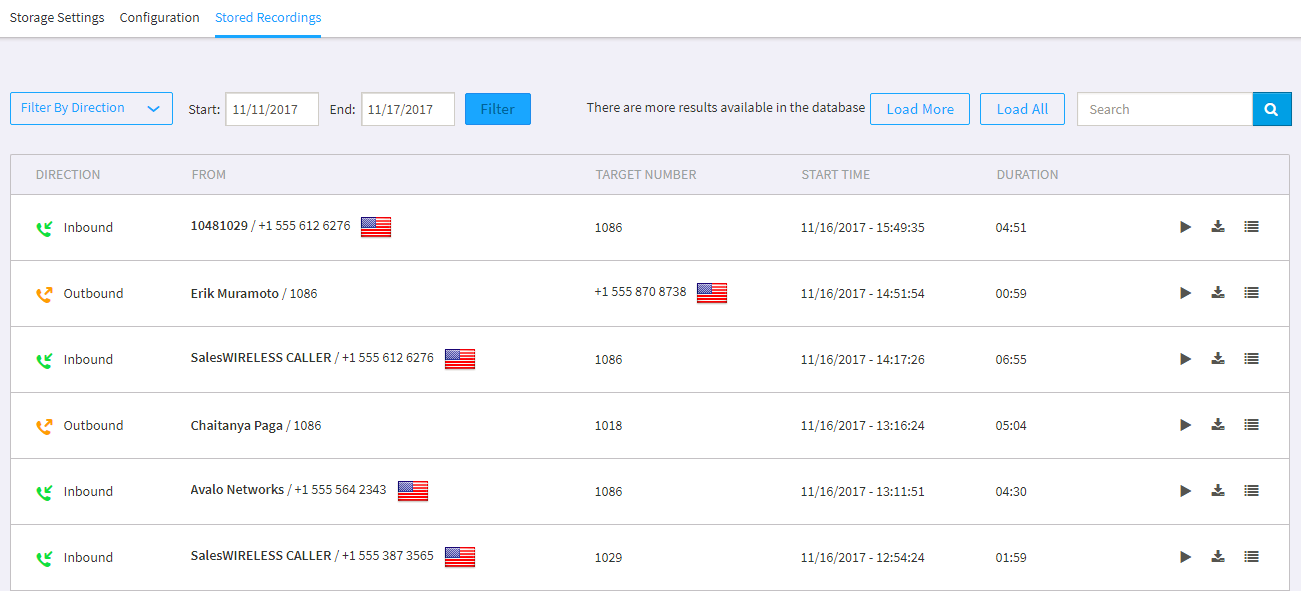 Storage Settings Configuration Stored Recordings
Filter By Direction Start: 11/11/2017 End: 11/17/2017 Filter There are more results available in the database Load More Load All Search
DIRECTION FROM TARGET NUMBER START TIME DURATION
Inbound 10481029 / +1 555 612 6276 1086 11/16/2017 - 15:49:35 04:51
Outbound Erik Muramoto / 1086 +1 555 870 8738 11/16/2017 - 14:51:54 00:59
Inbound SalesWIRELESS CALLER / +1 555 612 6276 1086 11/16/2017 - 14:17:26 06:55
Outbound Chaitanya Paga / 1086 1018 11/16/2017 - 13:16:24 05:04
Inbound Avalo Networks / +1 555 564 2343 1086 11/16/2017 - 13:11:51 04:30
Inbound SalesWIRELESS CALLER / +1 555 387 3565 1029 11/16/2017 - 12:54:24 01:59